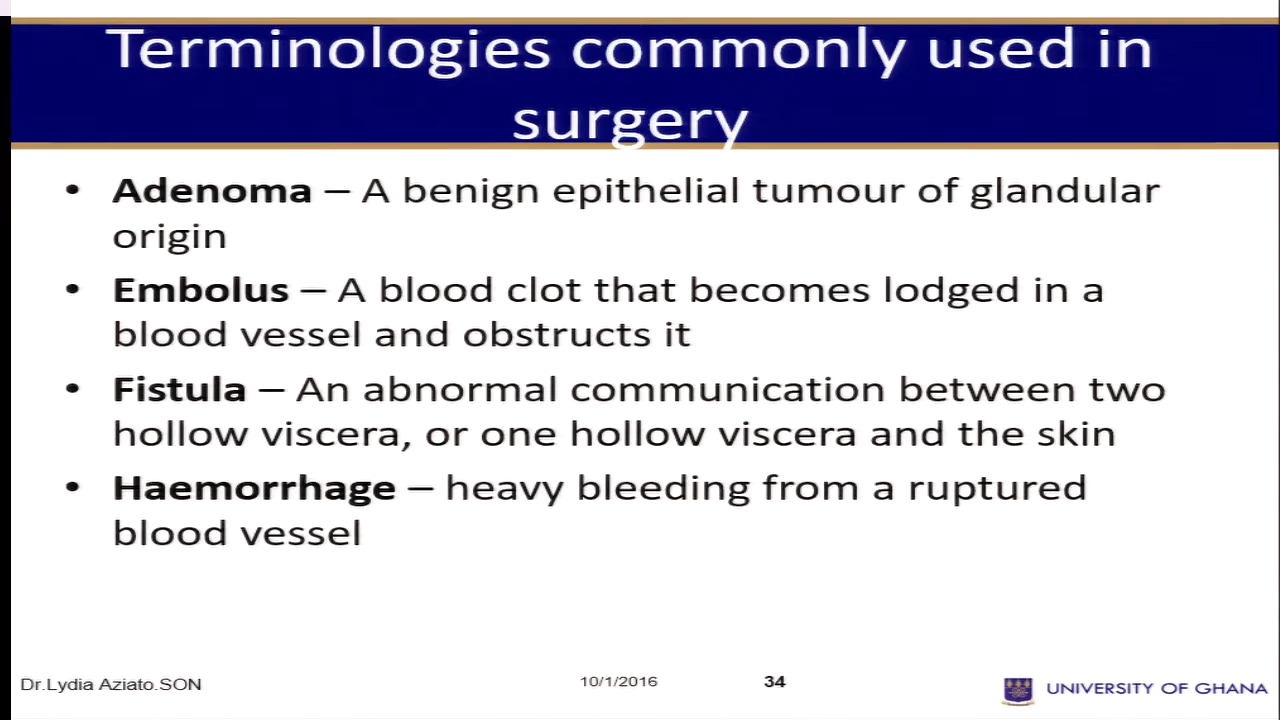 Terminologies commonly used in
surgery
• Adenoma – A benign epithelial tumour of glandular
origin
• Embolus – A blood clot that becomes lodged in a
blood vessel and obstructs it
• Fistula – An abnormal communication between two
hollow viscera, or one hollow viscera and the skin
• Haemorrhage – heavy bleeding from a ruptured
blood vessel
Dr.Lydia Aziato.SON
10/1/2016
34
UNIVERSITY OF GHANA